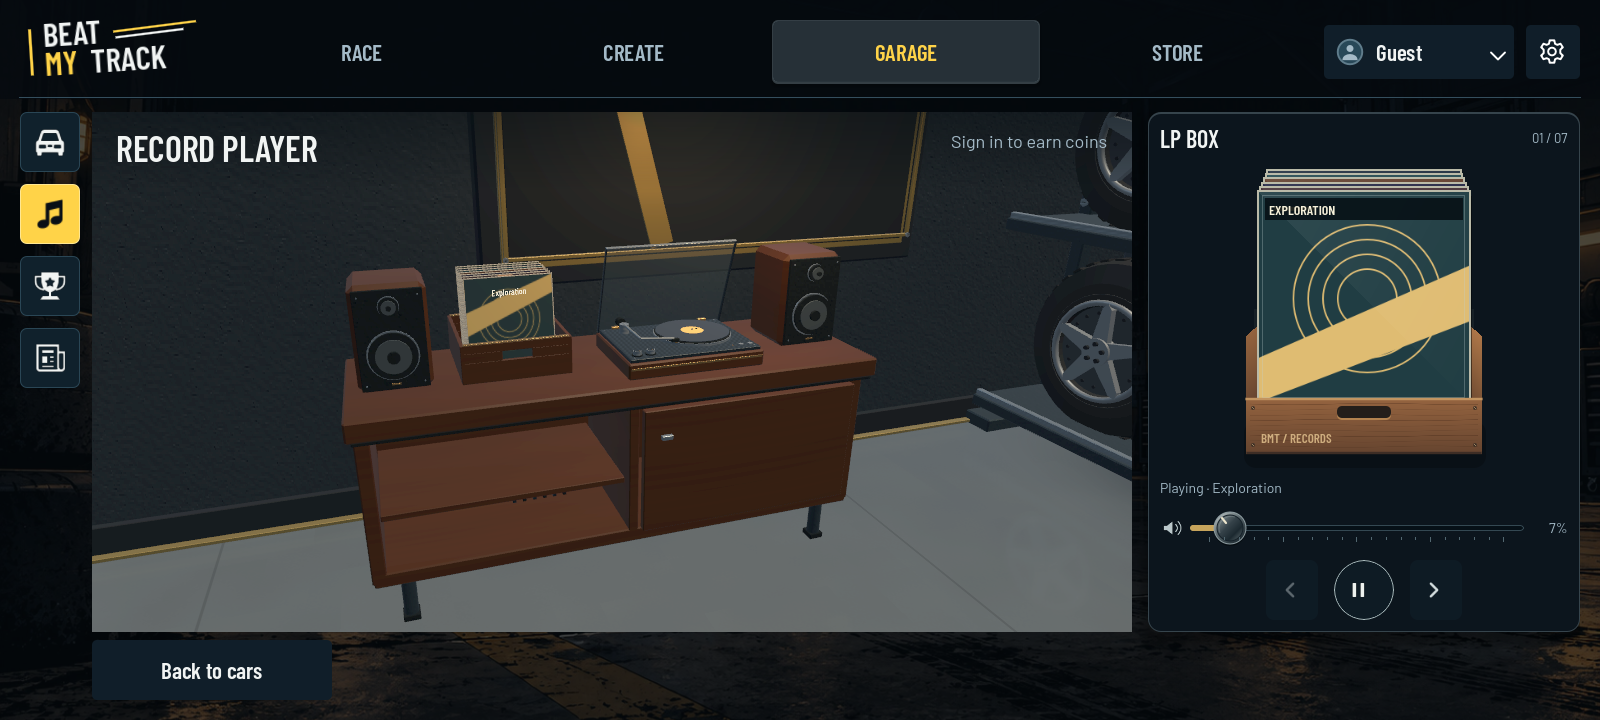 BEAT
MY TRACK
RACE
CREATE
GARAGE
STORE
Guest
RECORD PLAYER
Sign in to earn coins
Exploration
LP BOX
01 / 07
EXPLORATION
BMT / RECORDS
Playing · Exploration
7%
Back to cars